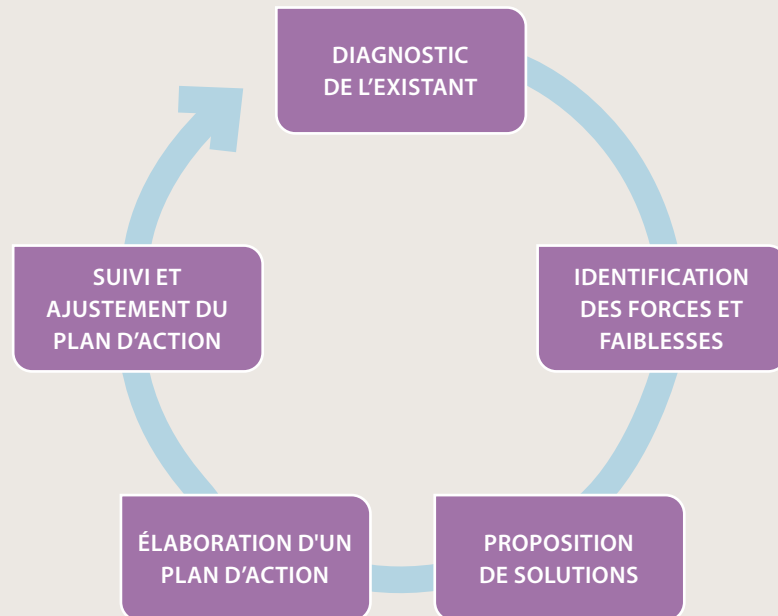 DIAGNOSTIC
DE L’EXISTANT
IDENTIFICATION
DES FORCES ET
FAIBLESSES
PROPOSITION
DE SOLUTIONS
ÉLABORATION D'UN
PLAN D’ACTION
SUIVI ET
AJUSTEMENT DU
PLAN D’ACTION